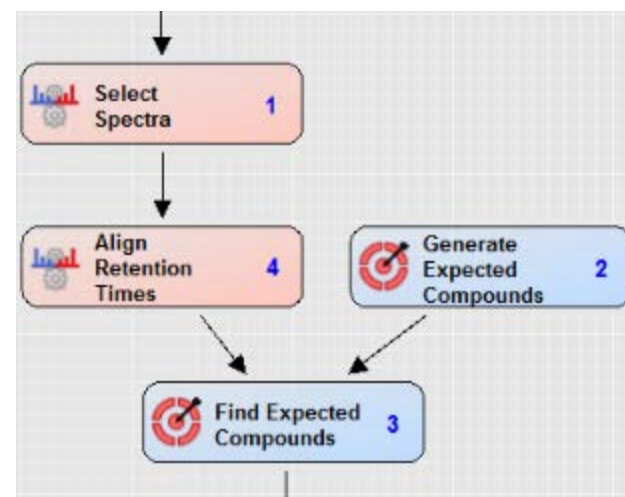 Select
Spectra
1
Align
Retention
Times
4
Generate
Expected
Compounds
2
Find Expected
Compounds
3